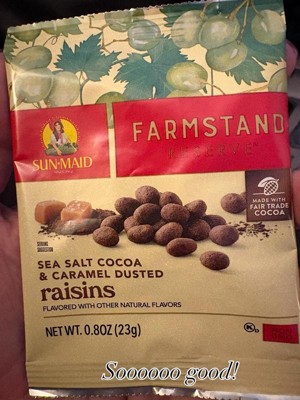 FARMSTAND
RESERVE
SUN-MAID
MADE WITH
FAIR TRADE
COCOA
SEA SALT COCOA
& CARAMEL DUSTED
raisins
FLAVORED WITH OTHER NATURAL FLAVORS
NET WT. 0.8OZ (23g)
Soooooo good!